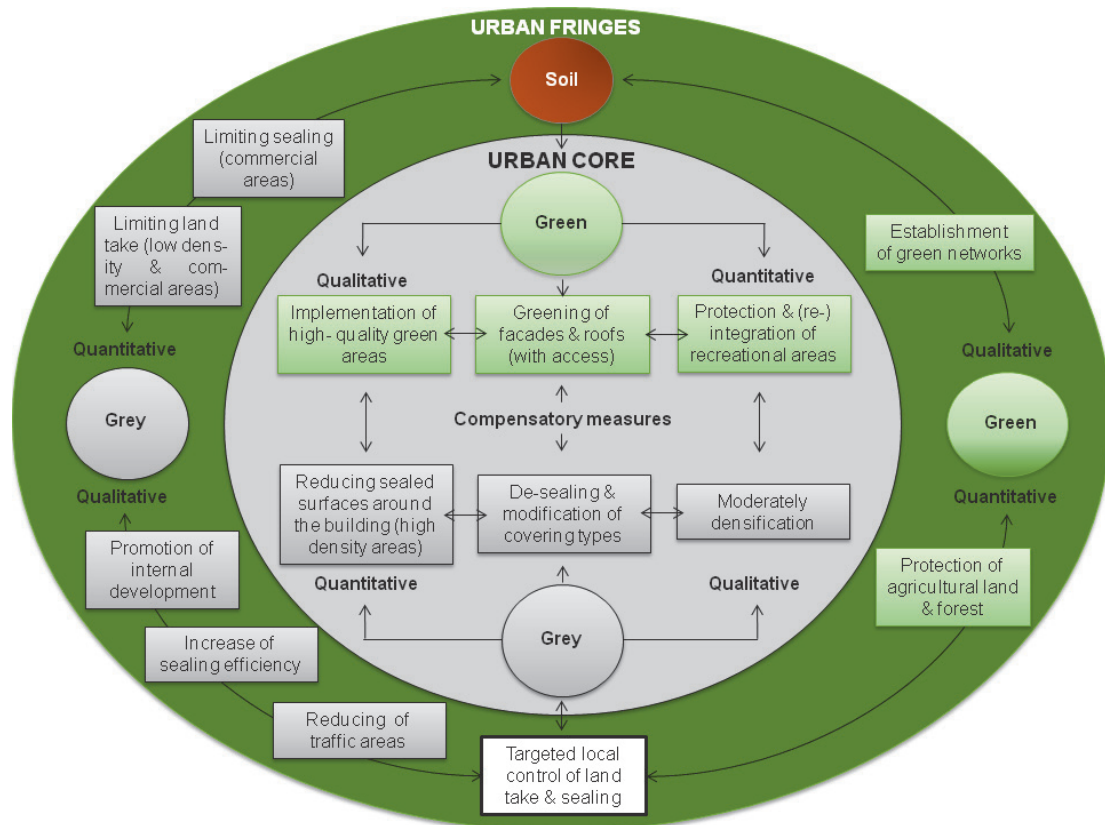 URBAN FRINGES
Soil
Limiting sealing
(commercial
areas)
URBAN CORE
Limiting land
take (low dens-
ity & com-
mercial areas)
Green
Establishment
of green networks
Qualitative
Quantitative
Implementation of
high- quality green
areas
Greening of
facades & roofs
(with access)
Protection & (re-)
integration of
recreational areas
Quantitative
Qualitative
Grey
Compensatory measures
Green
Qualitative
Quantitative
Reducing sealed
surfaces around
the building (high
density areas)
De-sealing &
modification of
covering types
Moderately
densification
Promotion of
internal
development
Protection of
agricultural land
& forest
Quantitative
Qualitative
Grey
Increase of
sealing efficiency
Reducing of
traffic areas
Targeted local
control of land
take & sealing